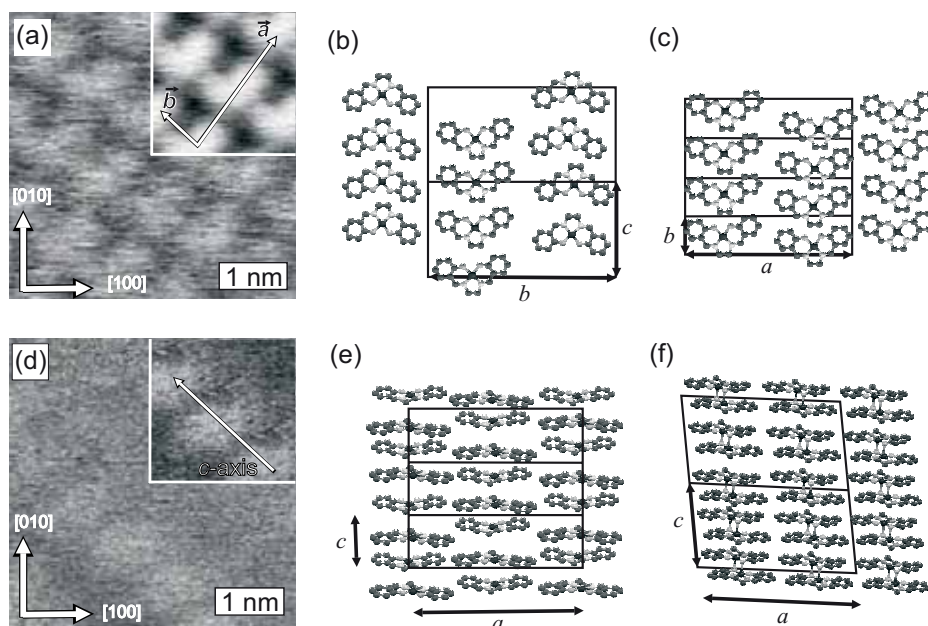 (a)
a
b
[010]
[100]
1 nm
(b)
c
b
(c)
b
a
(d)
c-axis
[010]
[100]
1 nm
(e)
c
a
(f)
c
a